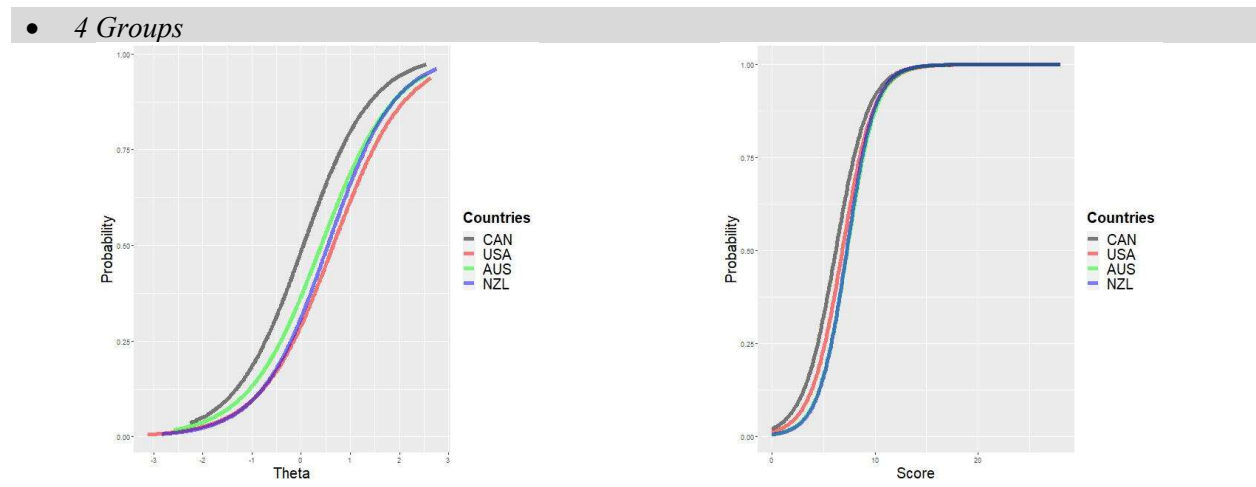 • 4 Groups
1.00-
0.75-
0.50-
0.25-
0.00-
Probability
-3 -2 -1 0 1 2 3
Theta
Countries
CAN
USA
AUS
NZL
1.00-
0.75-
0.50-
0.25-
0.00-
Probability
0 10 20
Score
Countries
CAN
USA
AUS
NZL